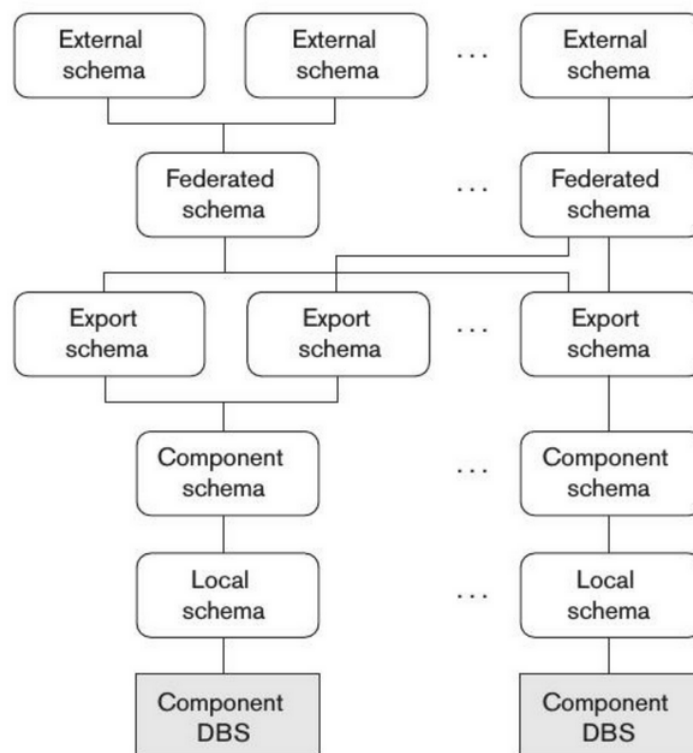 External
schema
External
schema
. . .
External
schema
Federated
schema
. . .
Federated
schema
Export
schema
Export
schema
. . .
Export
schema
Component
schema
. . .
Component
schema
Local
schema
. . .
Local
schema
Component
DBS
Component
DBS